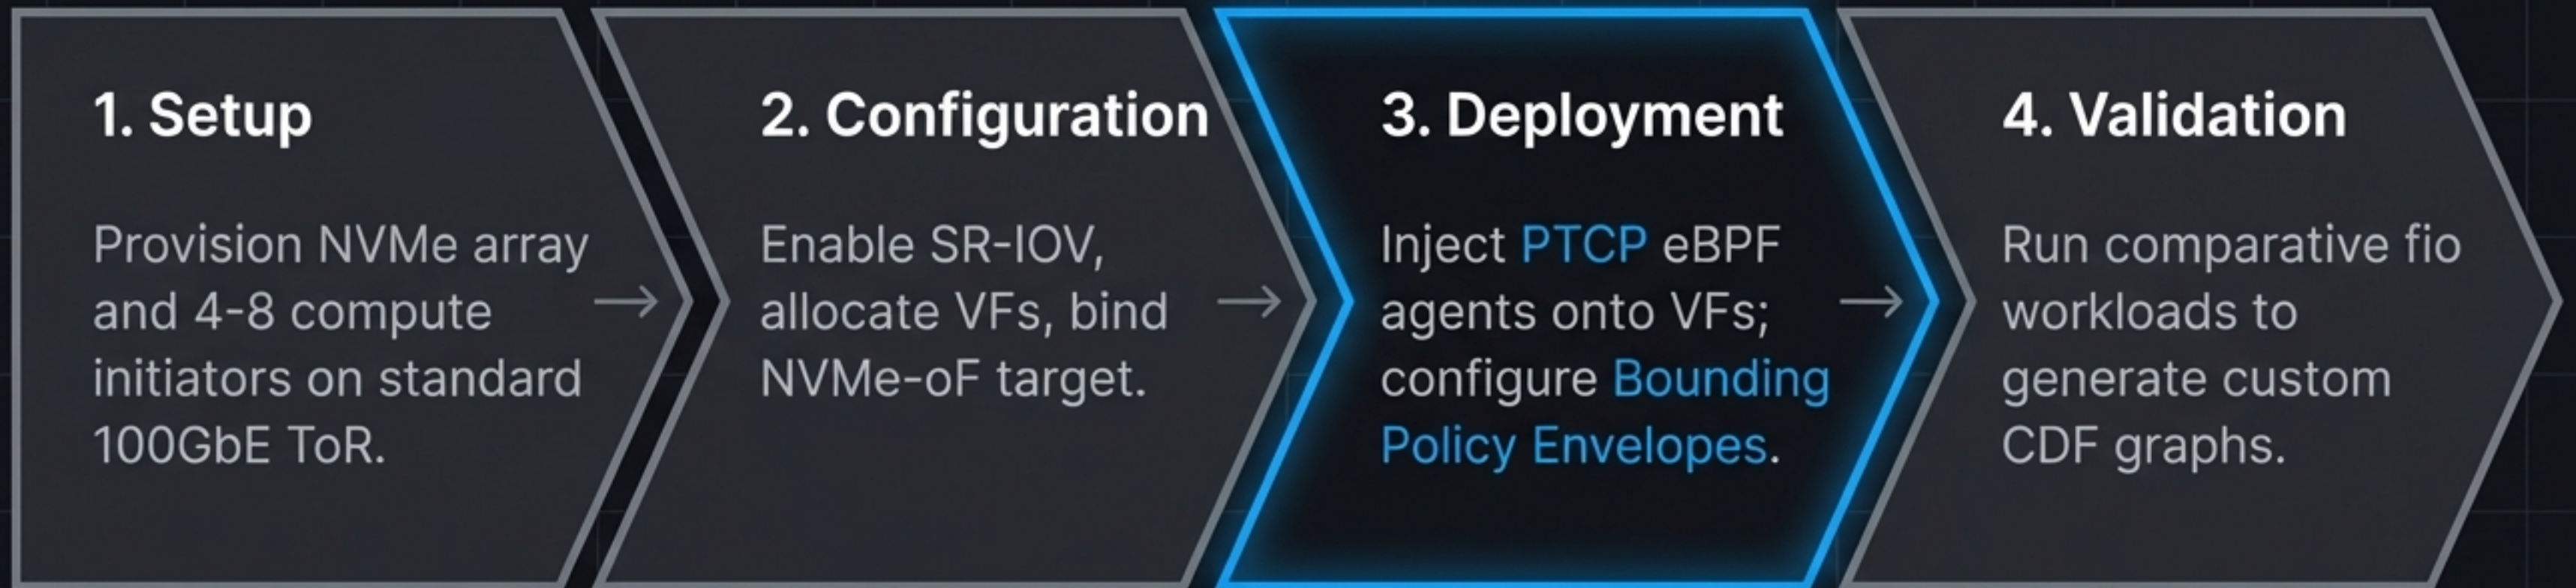 1. Setup
Provision NVMe array
and 4-8 compute
initiators on standard
100GbE ToR.
2. Configuration
Enable SR-IOV,
allocate VFs, bind
NVMe-oF target.
3. Deployment
Inject PTCP eBPF
agents onto VFs;
configure Bounding
Policy Envelopes.
4. Validation
Run comparative fio
workloads to
generate custom
CDF graphs.